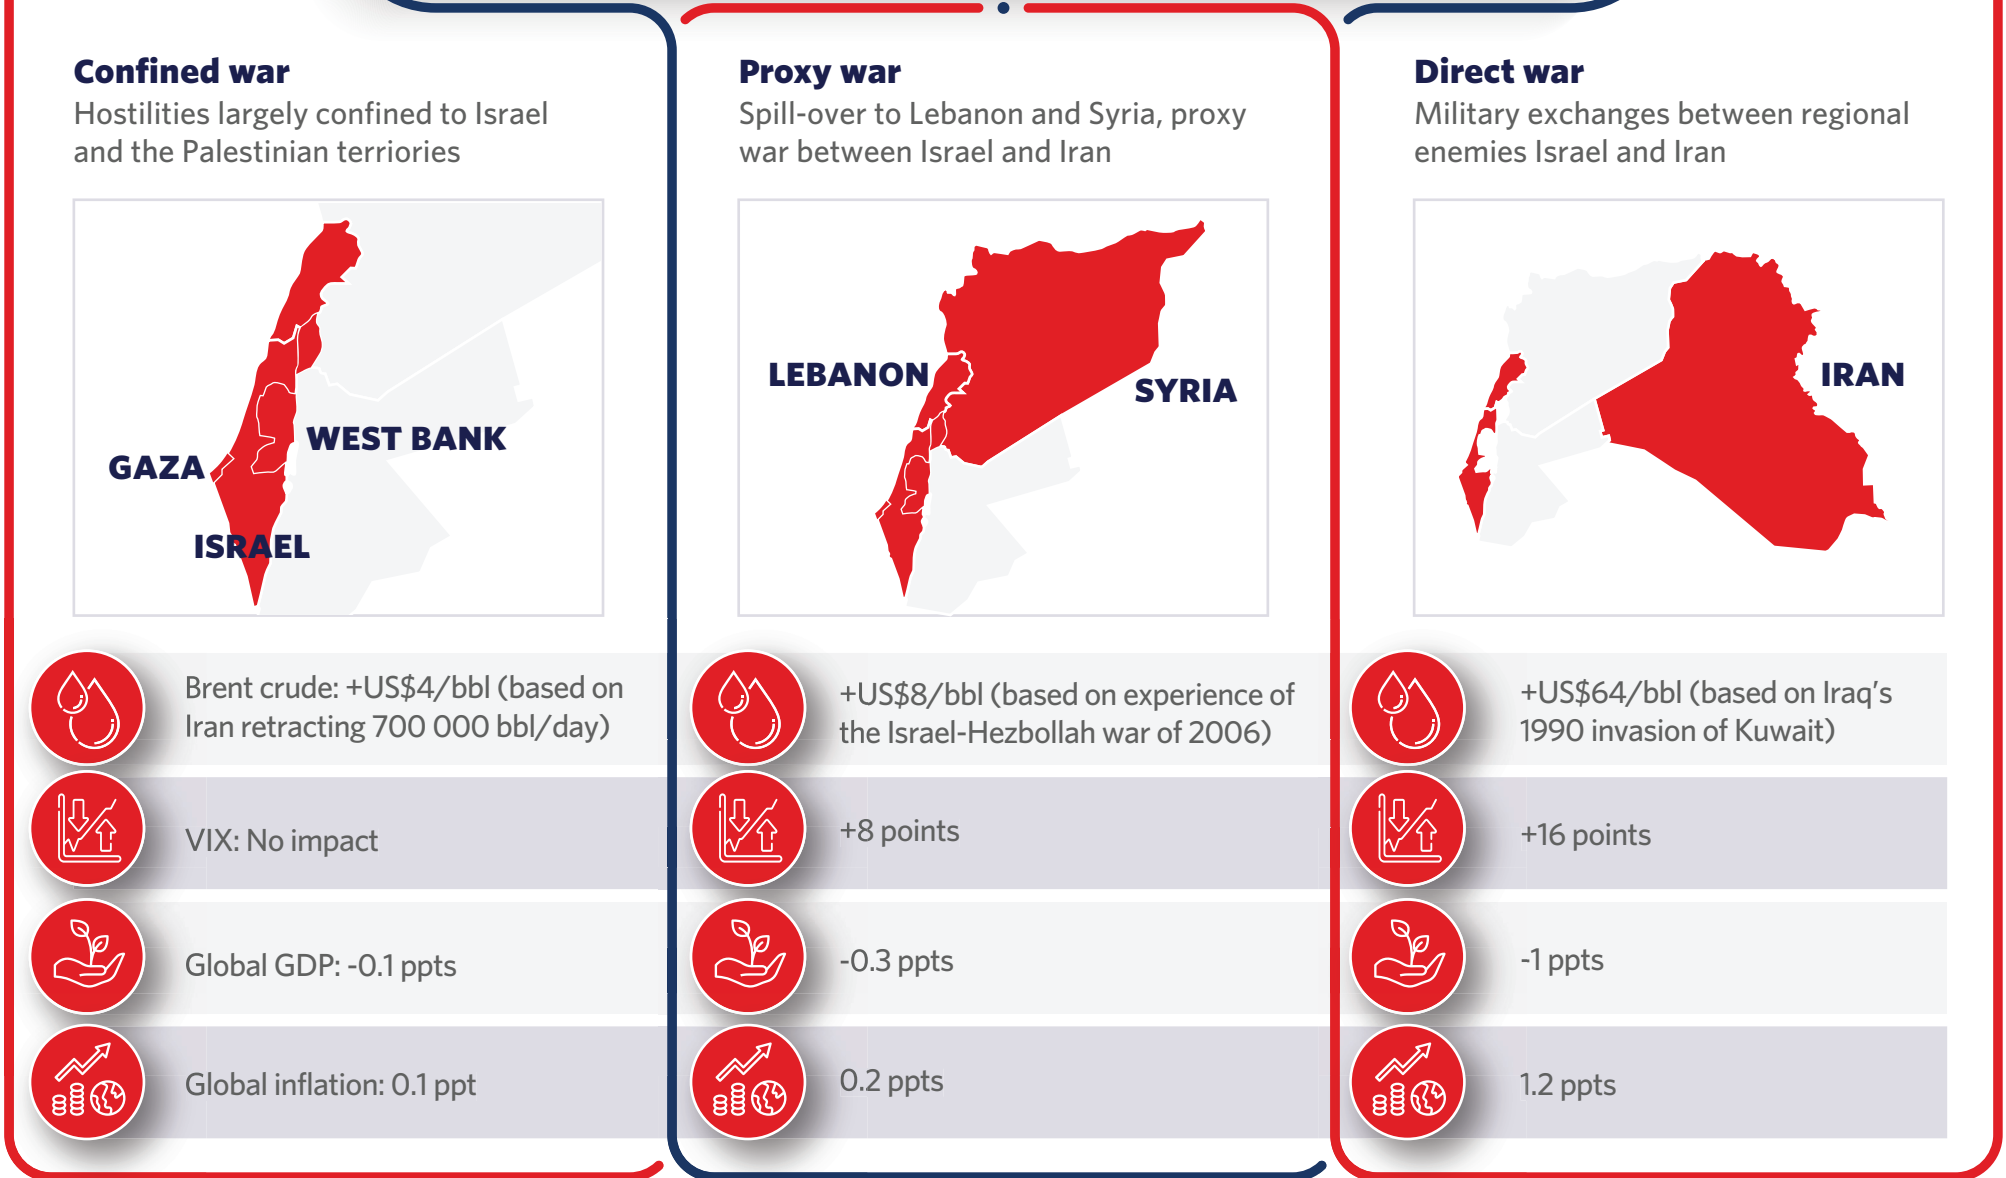 Confined war
Hostilities largely confined to Israel
and the Palestinian terriories
GAZA
WEST BANK
ISRAEL
Brent crude: +US$4/bbl (based on
Iran retracting 700 000 bbl/day)
VIX: No impact
Global GDP: -0.1 ppts
Global inflation: 0.1 ppt
Proxy war
Spill-over to Lebanon and Syria, proxy
war between Israel and Iran
LEBANON
SYRIA
+US$8/bbl (based on experience of
the Israel-Hezbollah war of 2006)
+8 points
-0.3 ppts
0.2 ppts
Direct war
Military exchanges between regional
enemies Israel and Iran
IRAN
+US$64/bbl (based on Iraq’s
1990 invasion of Kuwait)
+16 points
-1 ppts
1.2 ppts